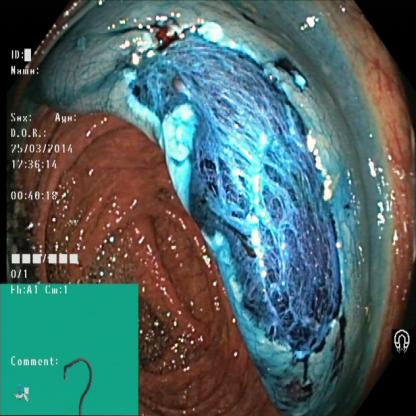 ID:
Name:
Sex: Age:
D.O.B.:
25/03/2014
12:36:14
00:40:18
0/1
Eh:A1 Cm:1
Comment: